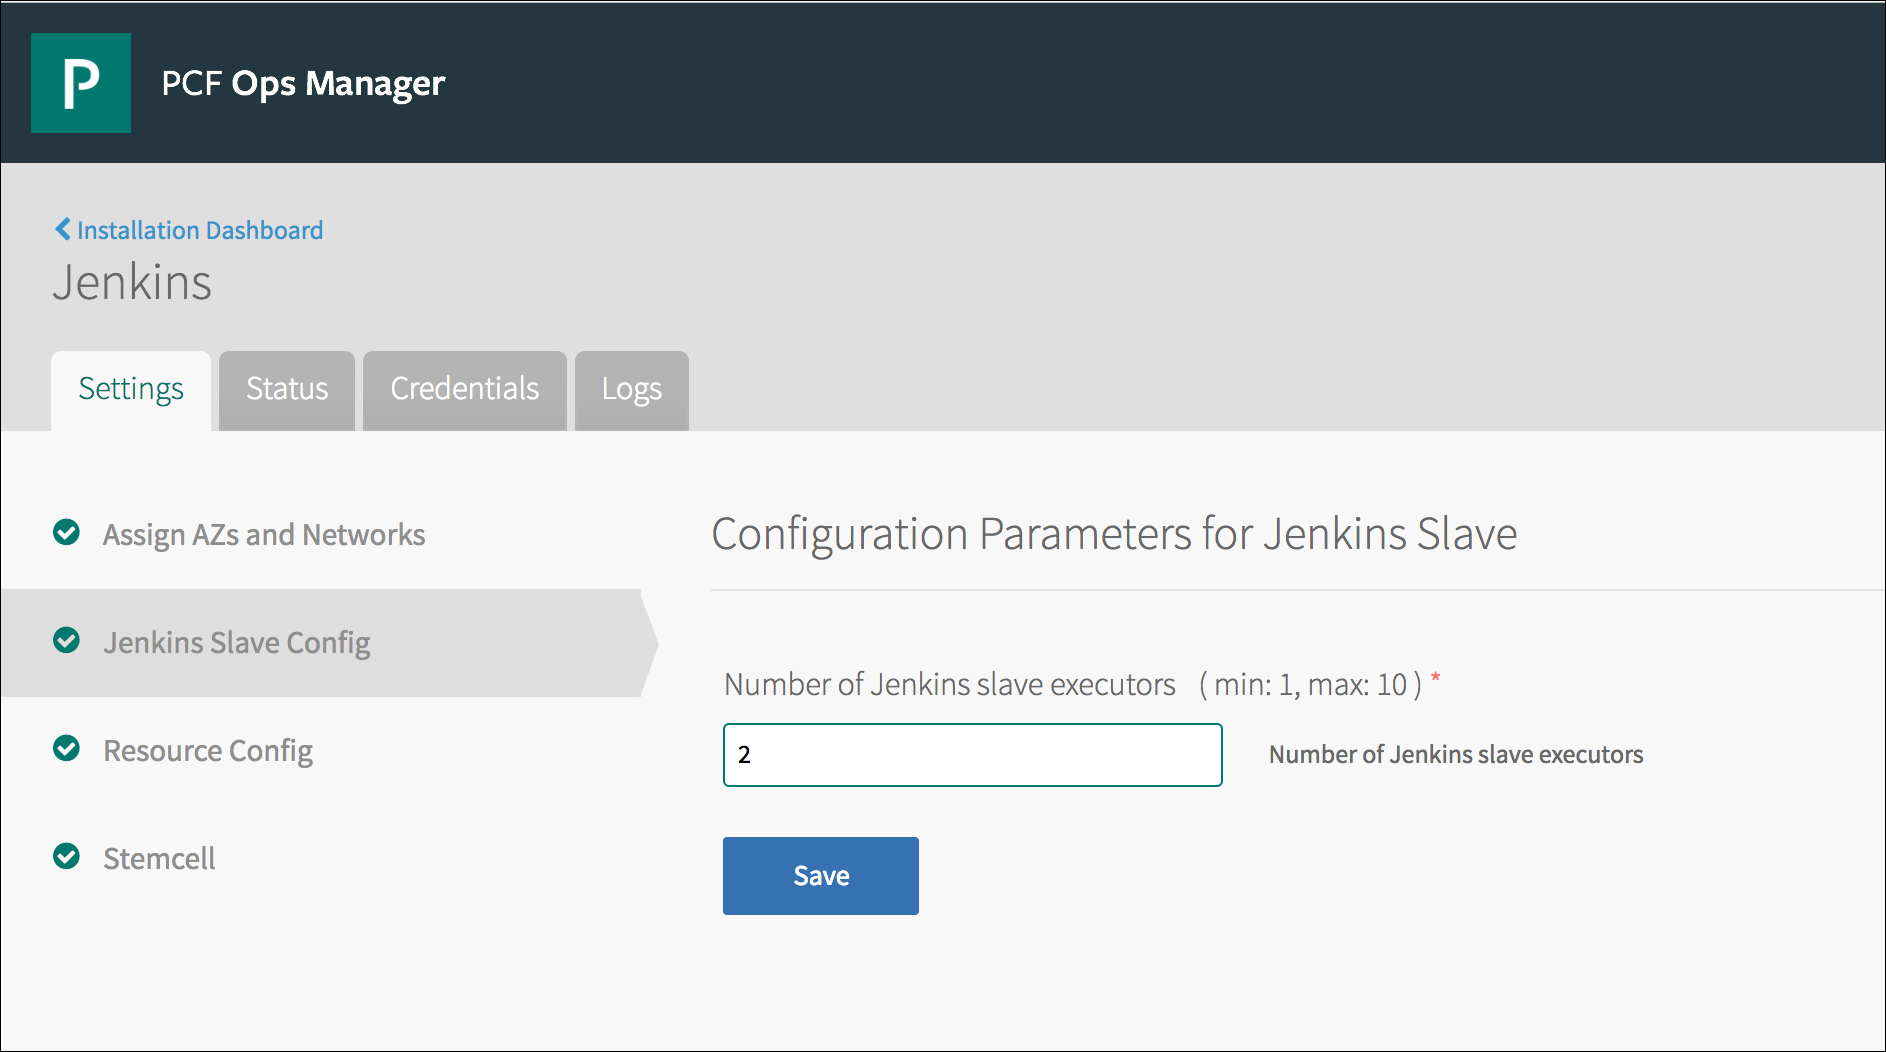 P
PCF Ops Manager
Installation Dashboard
Jenkins
Settings
Status
Credentials
Logs
Assign AZs and Networks
Jenkins Slave Config
Resource Config
Stemcell
Configuration Parameters for Jenkins Slave
Number of Jenkins slave executors ( min: 1, max: 10 ) *
2
Number of Jenkins slave executors
Save